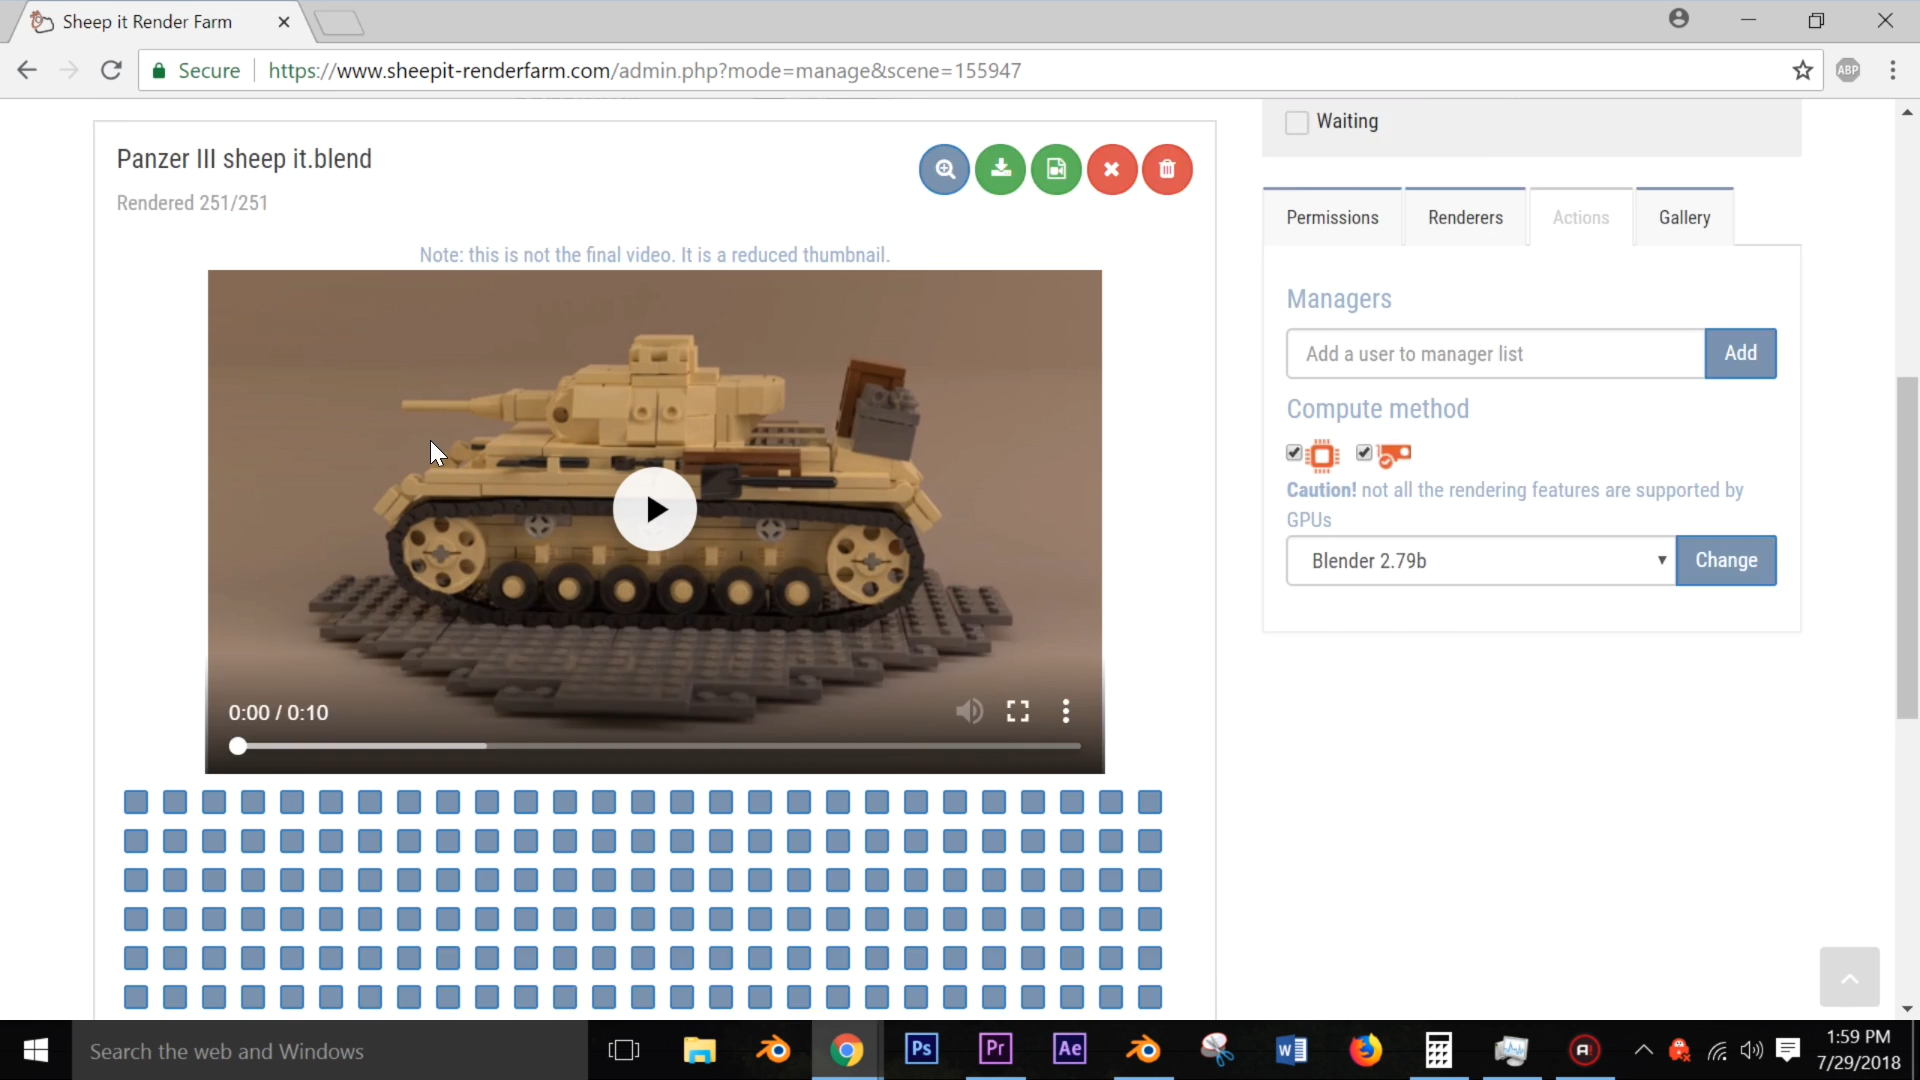 Sheep it Render Farm
Secure
https://www.sheepit-renderfarm.com/admin.php?mode=manage&scene=155947
ABP
Panzer III sheep it.blend
Rendered 251/251
Note: this is not the final video. It is a reduced thumbnail.
0:00 / 0:10
Waiting
Permissions
Renderers
Actions
Gallery
Managers
Add a user to manager list
Add
Compute method
Caution! not all the rendering features are supported by
GPUs
Blender 2.79b
Change
Search the web and Windows
Ps
Pr
Ae
1:59 PM
7/29/2018